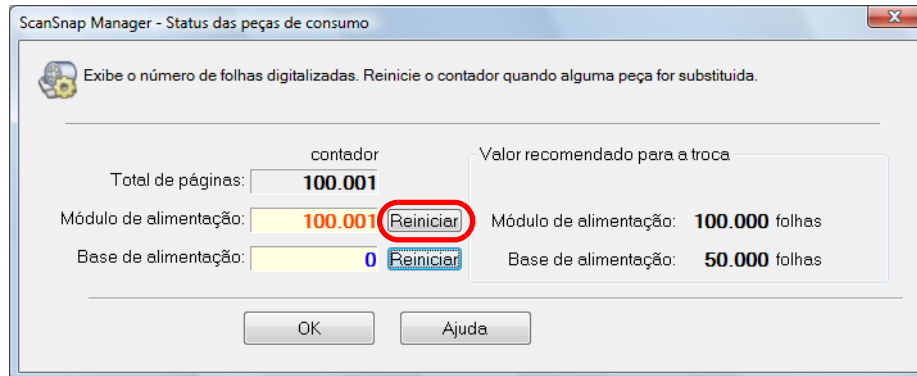 ScanSnap Manager - Status das peças de consumo
Exibe o número de folhas digitalizadas. Reinicie o contador quando alguma peça for substituida.
contador
Valor recomendado para a troca
Total de páginas: 100.001
Módulo de alimentação: 100.001 Reiniciar Módulo de alimentação: 100.000 folhas
Base de alimentação: 0 Reiniciar Base de alimentação: 50.000 folhas
OK Ajuda